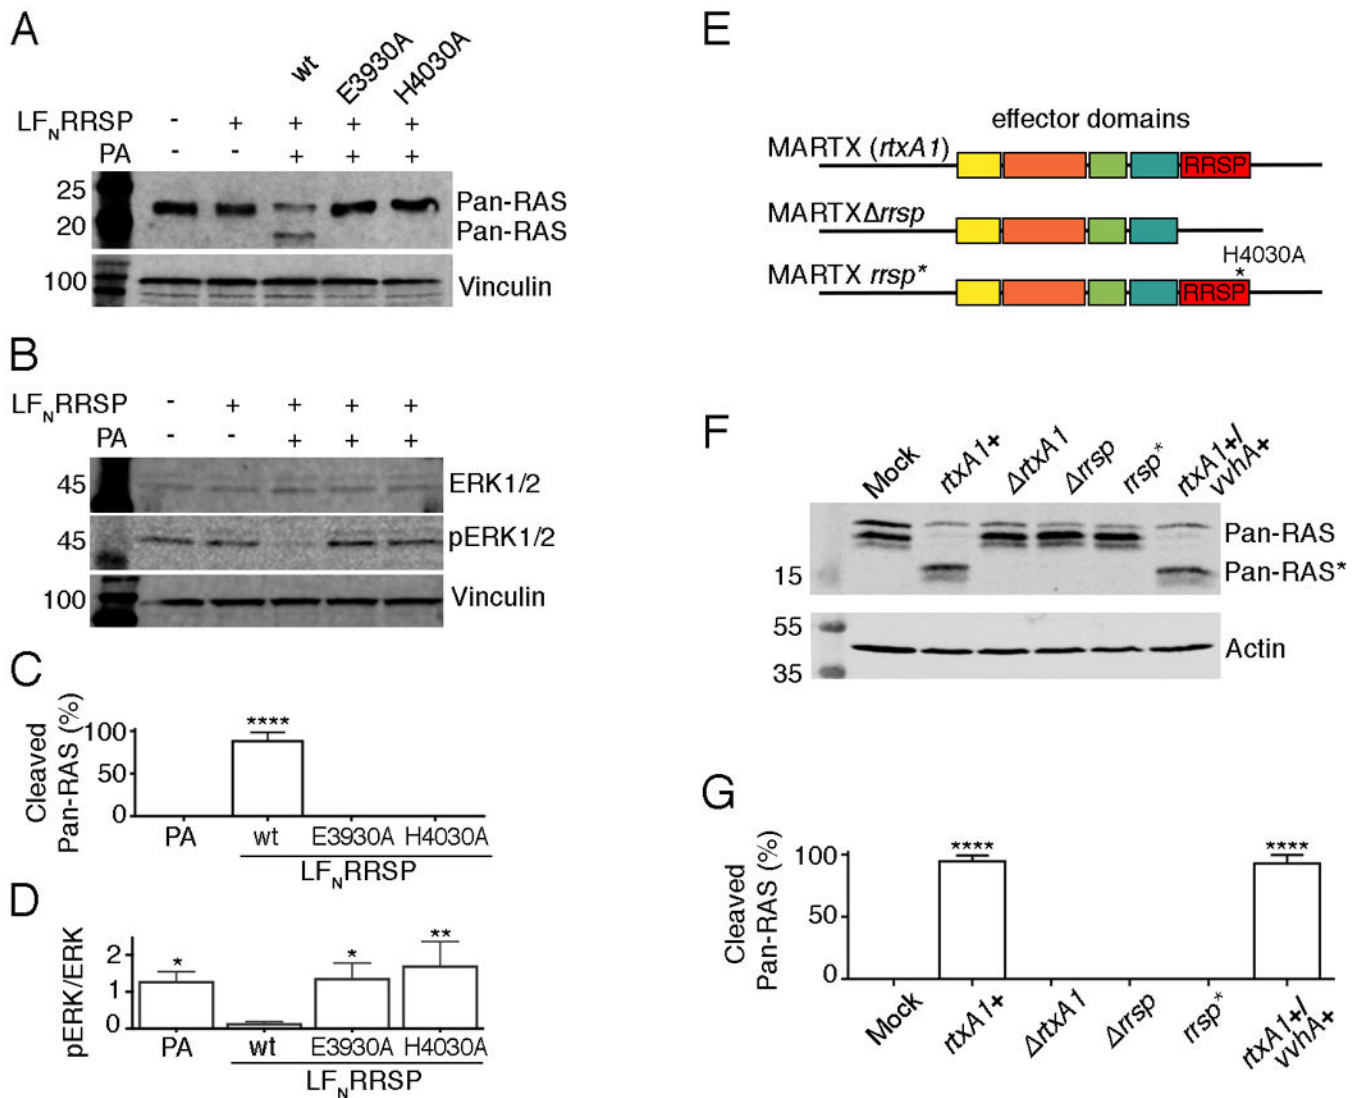 A
wt E3930A H4030A
LFNRRSP - + + + +
PA - - + + +
25 Pan-RAS
20 Pan-RAS
100 Vinculin
B
LFNRRSP - + + + +
PA - - + + +
45 ERK1/2
45 pERK1/2
100 Vinculin
C
Cleaved
Pan-RAS (%)
100
50
0
****
PA wt E3930A H4030A
LFNRRSP
D
pERK/ERK
2
1
0
* * **
PA wt E3930A H4030A
LFNRRSP
E
effector domains
MARTX (rtxA1) RRSP
MARTXΔrrsp
H4030A
*
MARTX rrsp* RRSP
F
Mock rtxA1+ ΔrtxA1 Δrrsp rrsp* rtxA1+/
vvhA+
Pan-RAS
15 Pan-RAS*
55
Actin
35
G
Cleaved
Pan-RAS (%)
100
50
0
**** ****
Mock rtxA1+ ΔrtxA1 Δrrsp rrsp* rtxA1+/
vvhA+